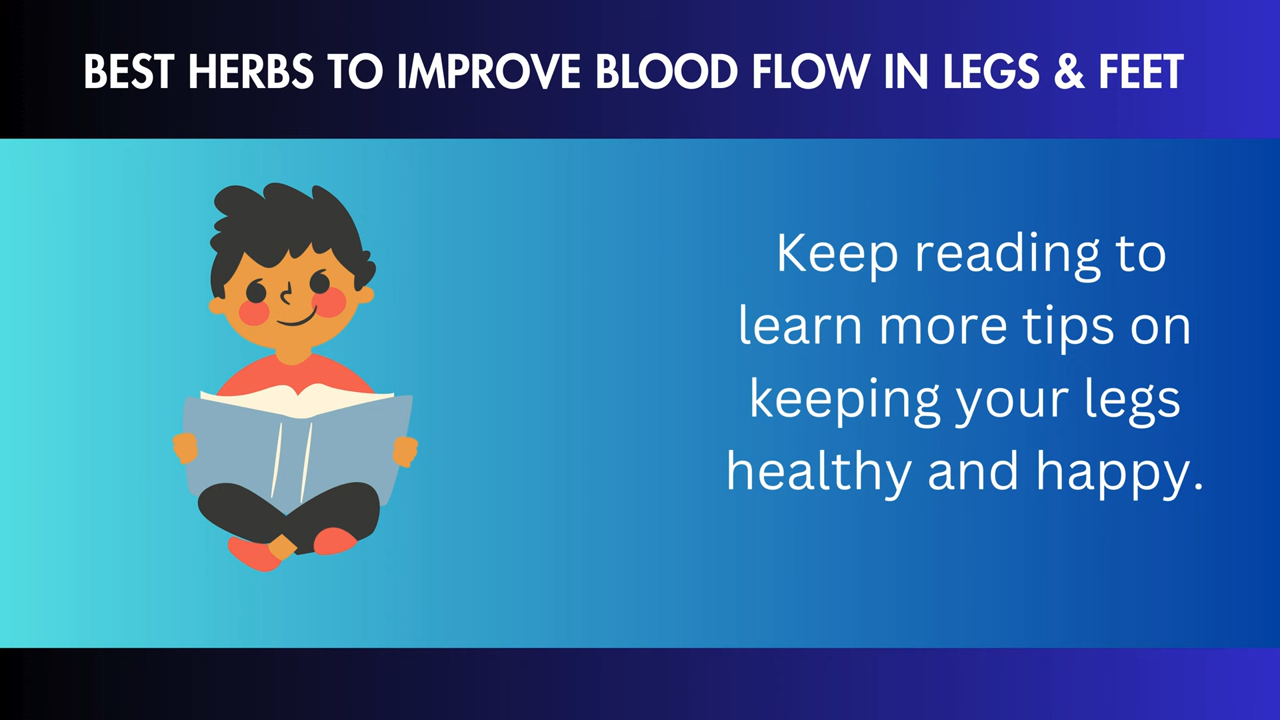 BEST HERBS TO IMPROVE BLOOD FLOW IN LEGS & FEET
Keep reading to
learn more tips on
keeping your legs
healthy and happy.